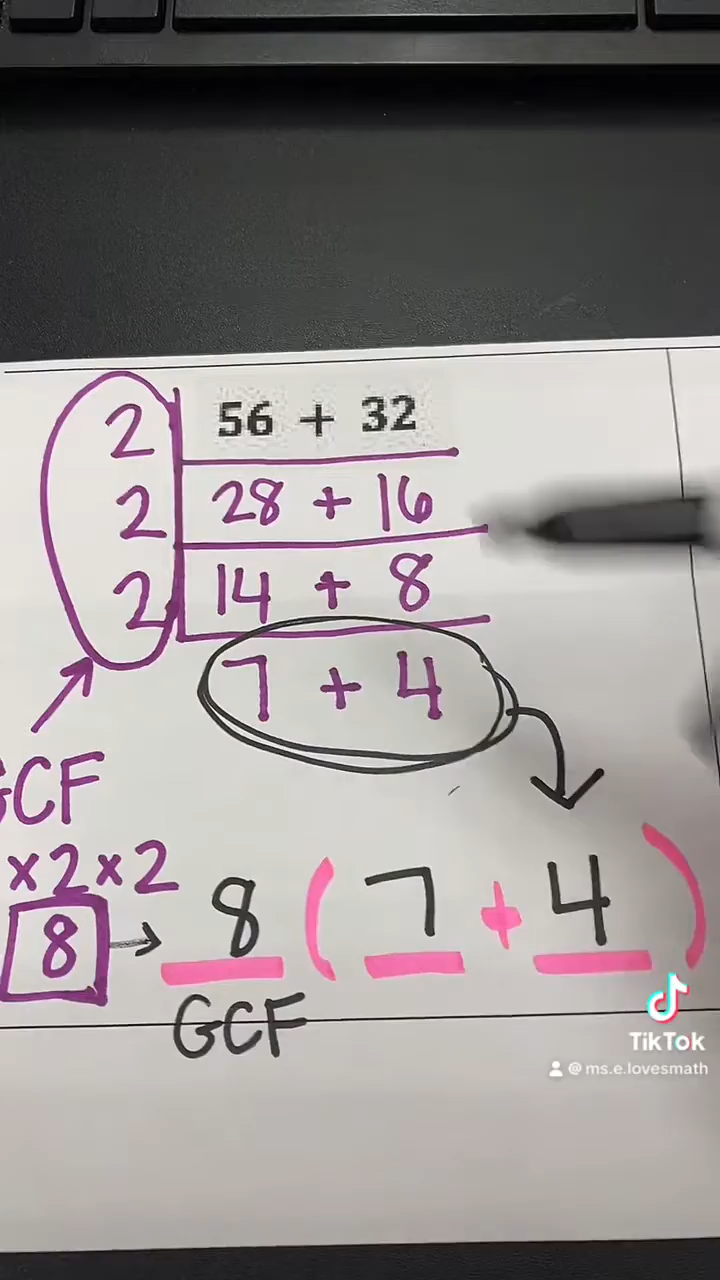 2 56 + 32
2 28 + 16
2 14 + 8
7 + 4
GCF
×2×2
8 → 8 ( 7 + 4 )
GCF
TikTok
@ms.e.lovesmath